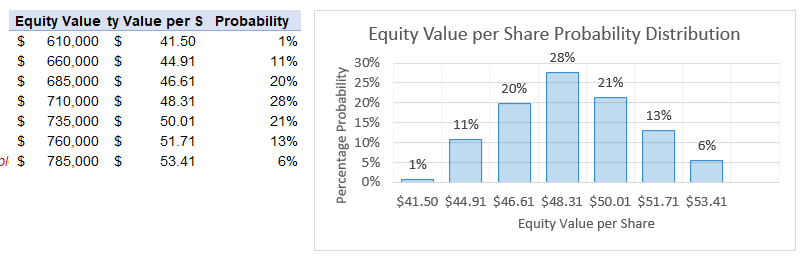 Equity Value ty Value per S Probability
$ 610,000 $ 41.50 1%
$ 660,000 $ 44.91 11%
$ 685,000 $ 46.61 20%
$ 710,000 $ 48.31 28%
$ 735,000 $ 50.01 21%
$ 760,000 $ 51.71 13%
$ 785,000 $ 53.41 6%
Equity Value per Share Probability Distribution
Percentage Probability
30%
25%
20%
15%
10%
5%
0%
1%
11%
20%
28%
21%
13%
6%
$41.50 $44.91 $46.61 $48.31 $50.01 $51.71 $53.41
Equity Value per Share